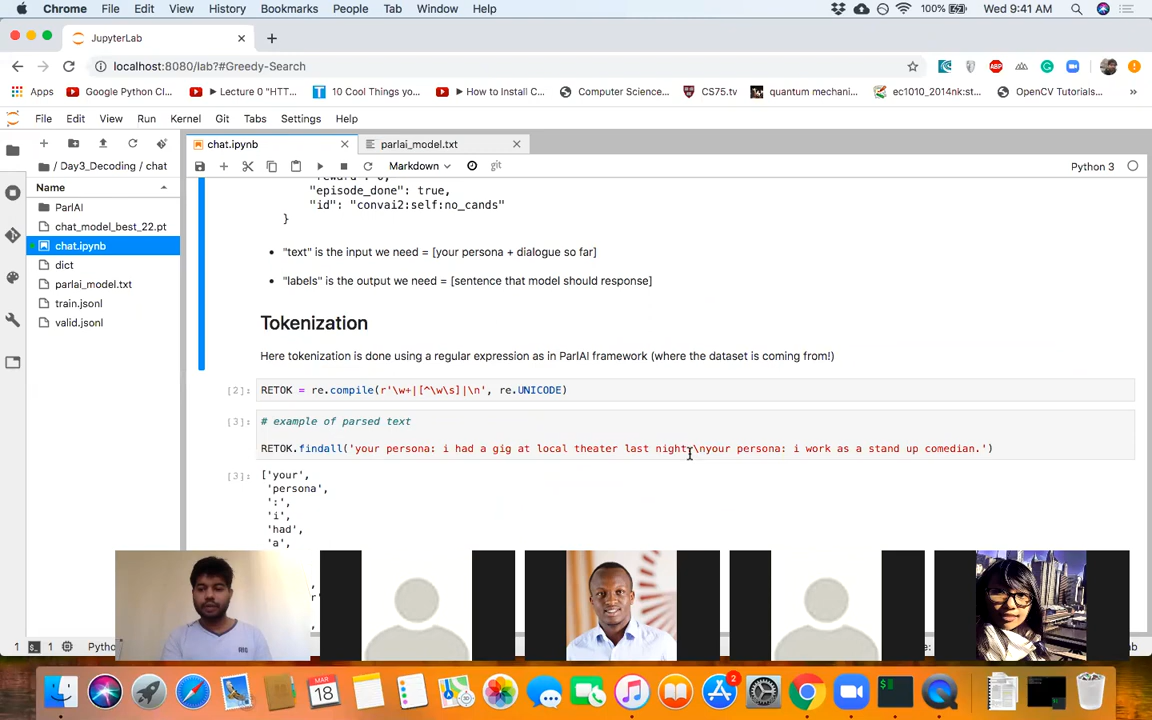 Chrome File Edit View History Bookmarks People Tab Window Help 100% Wed 9:41 AM
JupyterLab
localhost:8080/lab?#Greedy-Search
Apps Google Python Cl... ► Lecture 0 "HTT... 10 Cool Things yo... ► How to Install C... Computer Science... CS75.tv quantum mechani... ec1010_2014nk:st... OpenCV Tutorials... »
File Edit View Run Kernel Git Tabs Settings Help
chat.ipynb
parlai_model.txt
/ Day3_Decoding / chat
Markdown
git
Python 3
Name
ParlAI
chat_model_best_22.pt
chat.ipynb
dict
parlai_model.txt
train.jsonl
valid.jsonl
"episode_done": true,
"id": "convai2:self:no_cands"
}
• "text" is the input we need = [your persona + dialogue so far]
• "labels" is the output we need = [sentence that model should response]
Tokenization
Here tokenization is done using a regular expression as in ParlAI framework (where the dataset is coming from!)
[2]: RETOK = re.compile(r'\w+|[^\w\s]|\n', re.UNICODE)
[3]: # example of parsed text
RETOK.findall('your persona: i had a gig at local theater last night.\nyour persona: i work as a stand up comedian.')
[3]: ['your',
'persona',
':',
'i',
'had',
'a',
1 1 Pytho
MAR
18
2